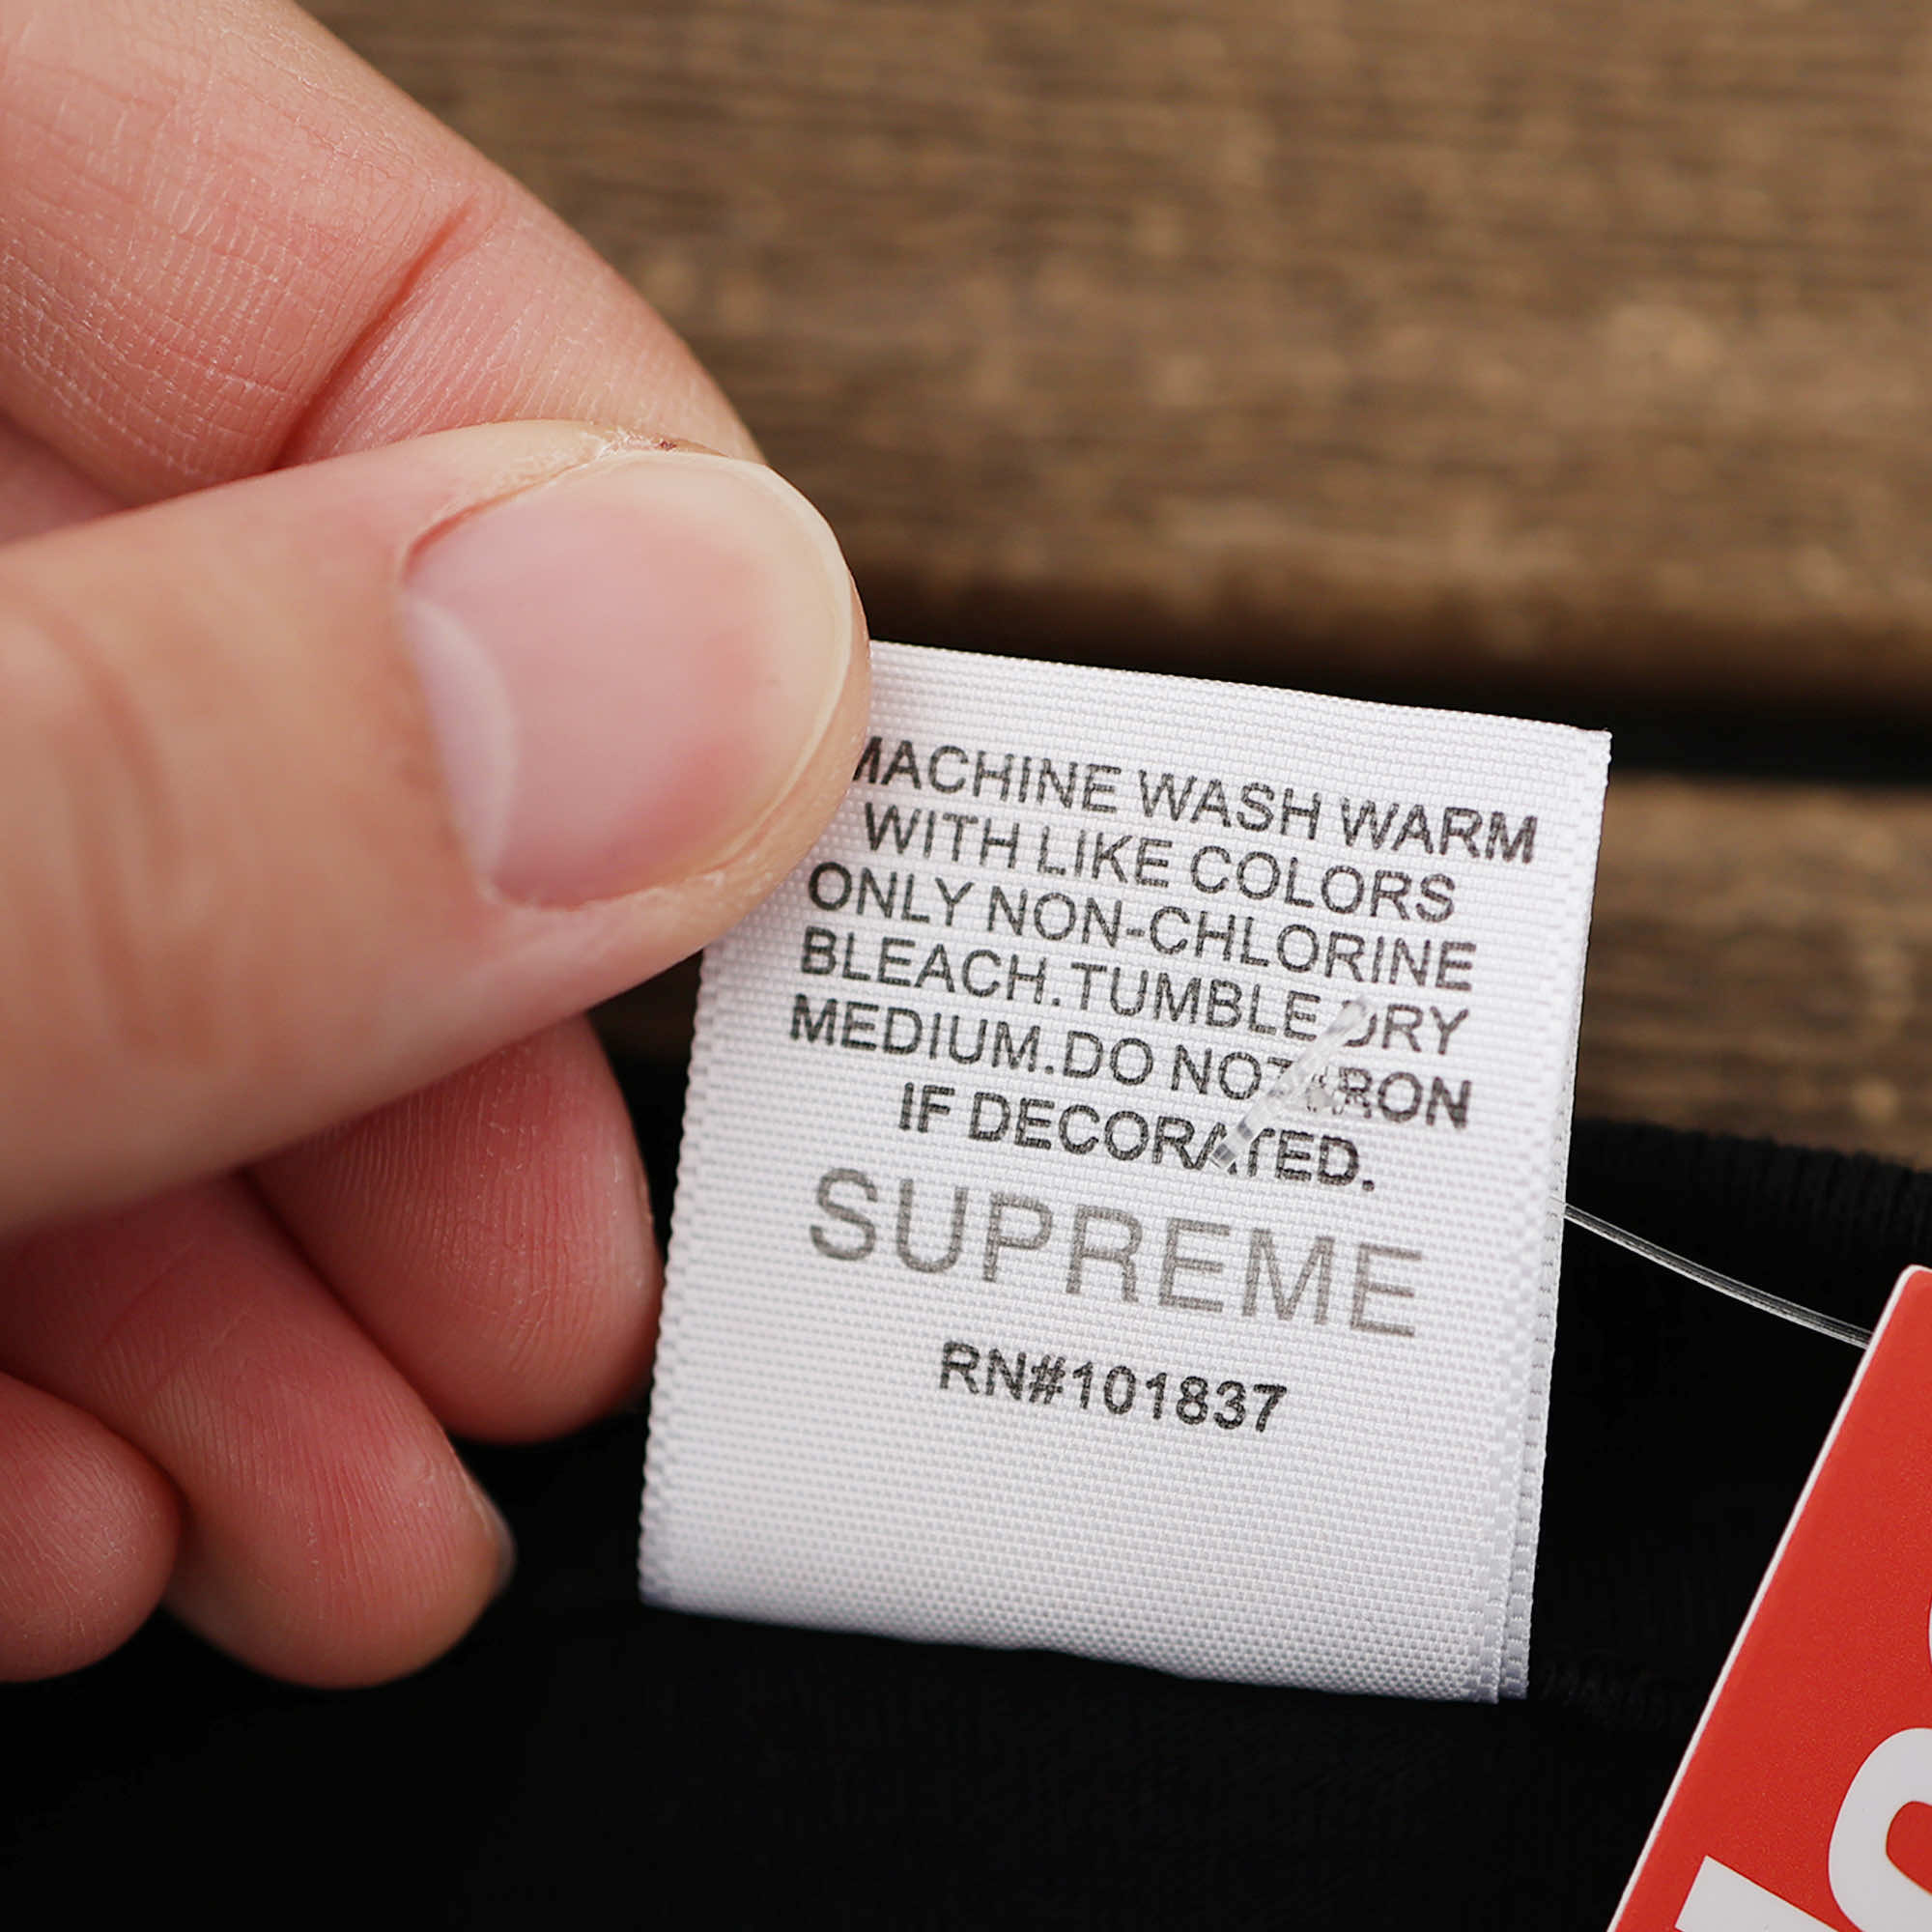 MACHINE WASH WARM
WITH LIKE COLORS
ONLY NON-CHLORINE
BLEACH.TUMBLE DRY
MEDIUM.DO NOT IRON
IF DECORATED.
SUPREME
RN#101837